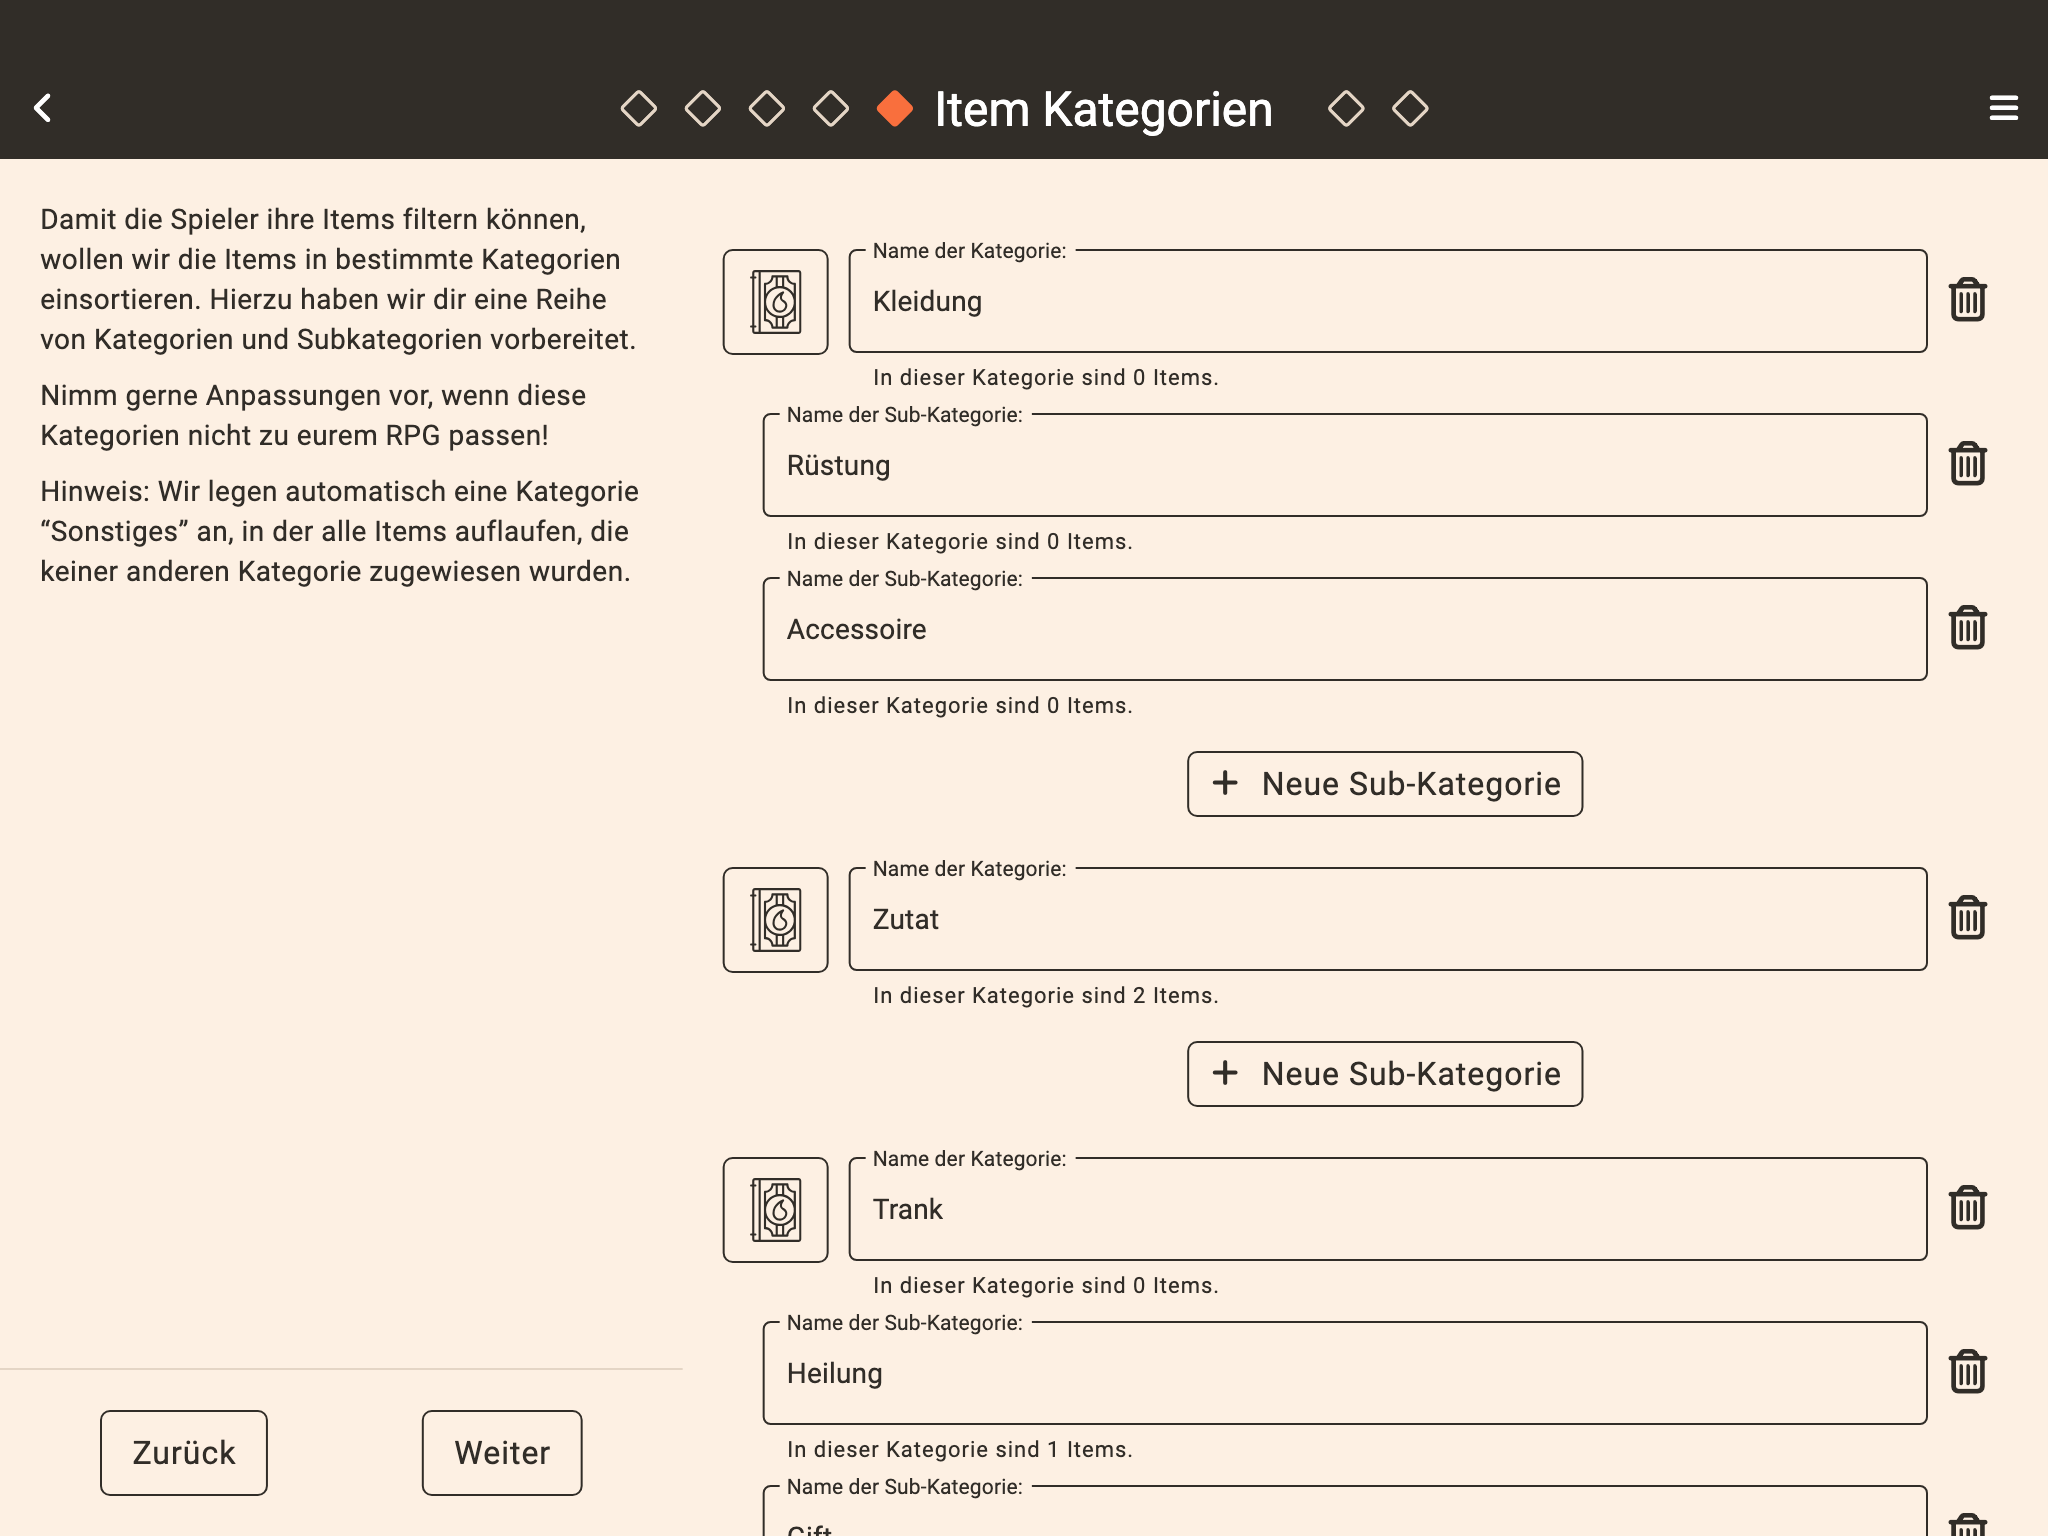 Item Kategorien
Damit die Spieler ihre Items filtern können,
wollen wir die Items in bestimmte Kategorien
einsortieren. Hierzu haben wir dir eine Reihe
von Kategorien und Subkategorien vorbereitet.
Nimm gerne Anpassungen vor, wenn diese
Kategorien nicht zu eurem RPG passen!
Hinweis: Wir legen automatisch eine Kategorie
“Sonstiges” an, in der alle Items auflaufen, die
keiner anderen Kategorie zugewiesen wurden.
Zurück
Weiter
Name der Kategorie:
Kleidung
In dieser Kategorie sind 0 Items.
Name der Sub-Kategorie:
Rüstung
In dieser Kategorie sind 0 Items.
Name der Sub-Kategorie:
Accessoire
In dieser Kategorie sind 0 Items.
+ Neue Sub-Kategorie
Name der Kategorie:
Zutat
In dieser Kategorie sind 2 Items.
+ Neue Sub-Kategorie
Name der Kategorie:
Trank
In dieser Kategorie sind 0 Items.
Name der Sub-Kategorie:
Heilung
In dieser Kategorie sind 1 Items.
Name der Sub-Kategorie:
Gift